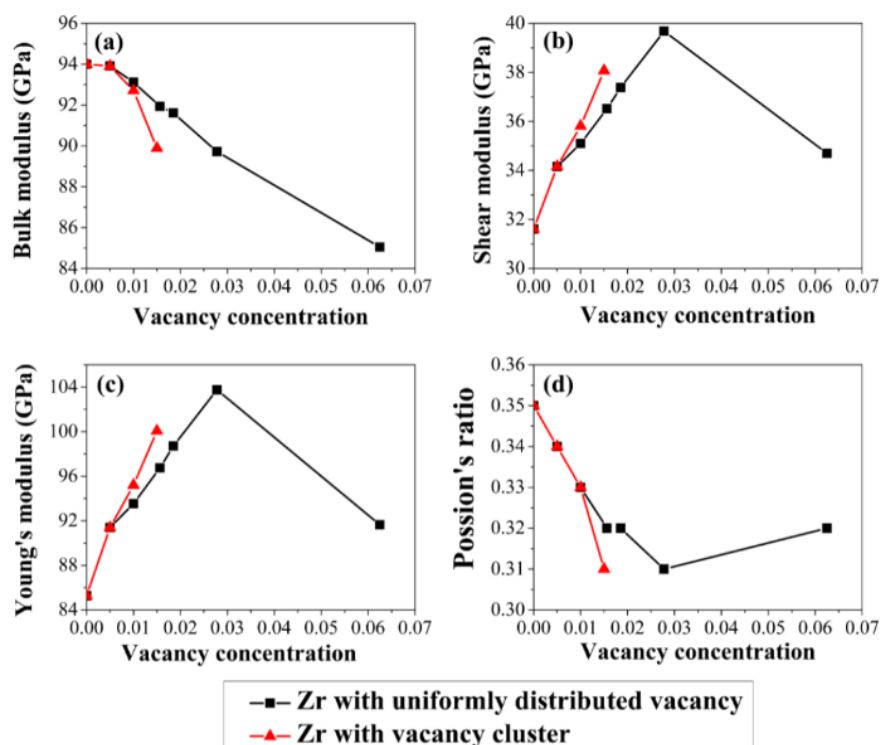 (a)
Bulk modulus (GPa)
96
94
92
90
88
86
84
0.00 0.01 0.02 0.03 0.04 0.05 0.06 0.07
Vacancy concentration
(b)
Shear modulus (GPa)
40
38
36
34
32
30
0.00 0.01 0.02 0.03 0.04 0.05 0.06 0.07
Vacancy concentration
(c)
Young's modulus (GPa)
104
100
96
92
88
84
0.00 0.01 0.02 0.03 0.04 0.05 0.06 0.07
Vacancy concentration
(d)
Possion's ratio
0.36
0.35
0.34
0.33
0.32
0.31
0.30
0.00 0.01 0.02 0.03 0.04 0.05 0.06 0.07
Vacancy concentration
Zr with uniformly distributed vacancy
Zr with vacancy cluster